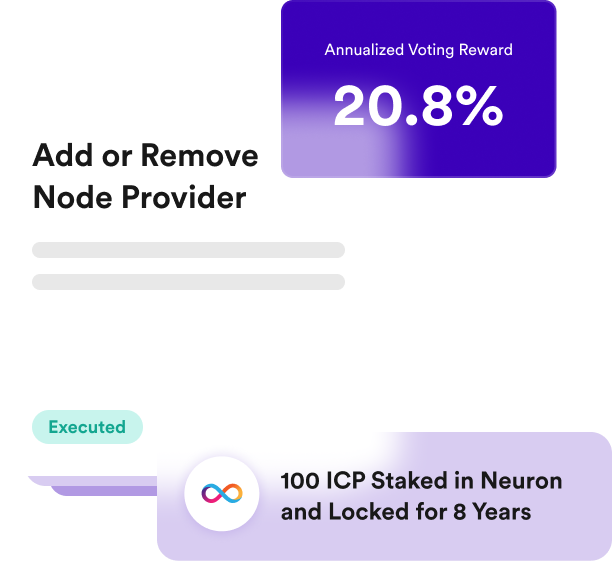 Annualized Voting Reward
20.8%
Add or Remove
Node Provider
Executed
100 ICP Staked in Neuron
and Locked for 8 Years